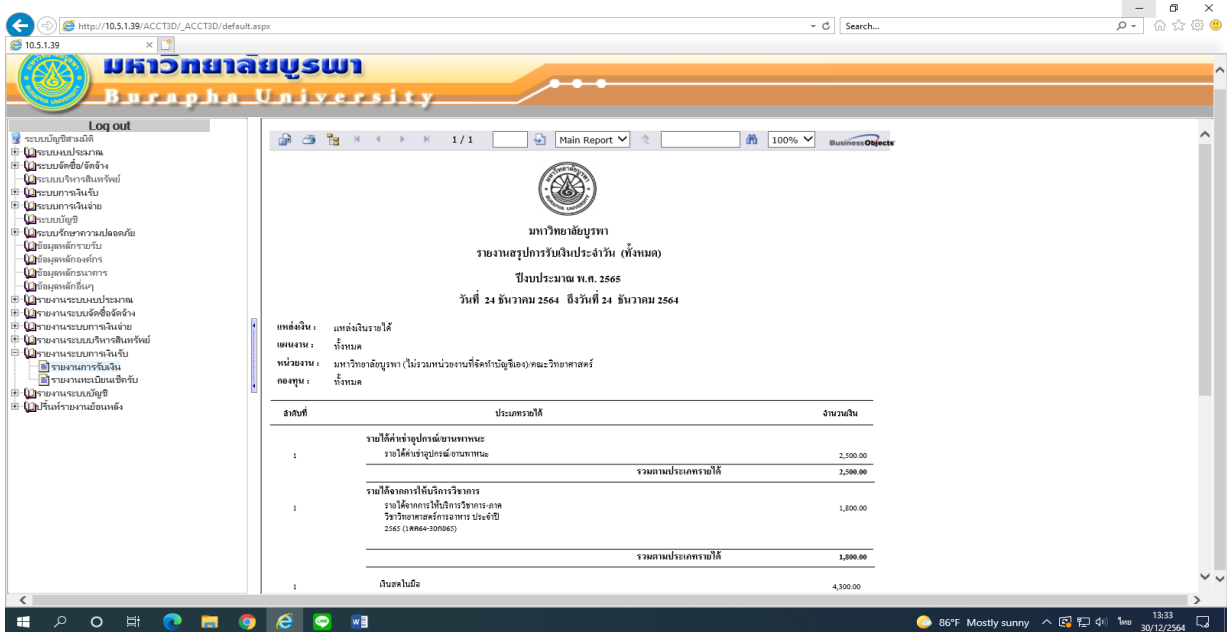 http://10.5.1.39/ACCT3D/_ACCT3D/default.aspx
Search...
10.5.1.39
มหาวิทยาลัยบูรพา
Burapha University
Log out
ระบบบัญชีสามมิติ
ระบบงบประมาณ
ระบบจัดซื้อ/จัดจ้าง
ระบบบริหารสินทรัพย์
ระบบการเงินรับ
ระบบการเงินจ่าย
ระบบบัญชี
ระบบรักษาความปลอดภัย
ข้อมูลหลักรายรับ
ข้อมูลหลักองค์กร
ข้อมูลหลักธนาคาร
ข้อมูลหลักอื่นๆ
รายงานระบบงบประมาณ
รายงานระบบจัดซื้อจัดจ้าง
รายงานระบบการเงินจ่าย
รายงานระบบบริหารสินทรัพย์
รายงานระบบการเงินรับ
รายงานการรับเงิน
รายงานทะเบียนเช็ครับ
รายงานระบบบัญชี
ปริ้นท์รายงานย้อนหลัง
1 / 1
Main Report
100%
BusinessObjects
มหาวิทยาลัยบูรพา
รายงานสรุปการรับเงินประจำวัน (ทั้งหมด)
ปีงบประมาณ พ.ศ. 2565
วันที่ 24 ธันวาคม 2564 ถึงวันที่ 24 ธันวาคม 2564
แหล่งเงิน : แหล่งเงินรายได้
แผนงาน : ทั้งหมด
หน่วยงาน : มหาวิทยาลัยบูรพา (ไม่รวมหน่วยงานที่จัดทำบัญชีเอง)/คณะวิทยาศาสตร์
กองทุน : ทั้งหมด
ลำดับที่ ประเภทรายได้ จำนวนเงิน
รายได้ค่าเช่าอุปกรณ์/ยานพาหนะ
1 รายได้ค่าเช่าอุปกรณ์/ยานพาหนะ 2,500.00
รวมตามประเภทรายได้ 2,500.00
รายได้จากการให้บริการวิชาการ
1 รายได้จากการให้บริการวิชาการ-ภาค 1,800.00
วิชาวิทยาศาสตร์การอาหาร ประจำปี
2565 (1ตค64-30กย65)
รวมตามประเภทรายได้ 1,800.00
1 เงินสดในมือ 4,300.00
86°F Mostly sunny
ไทย
13:33
30/12/2564